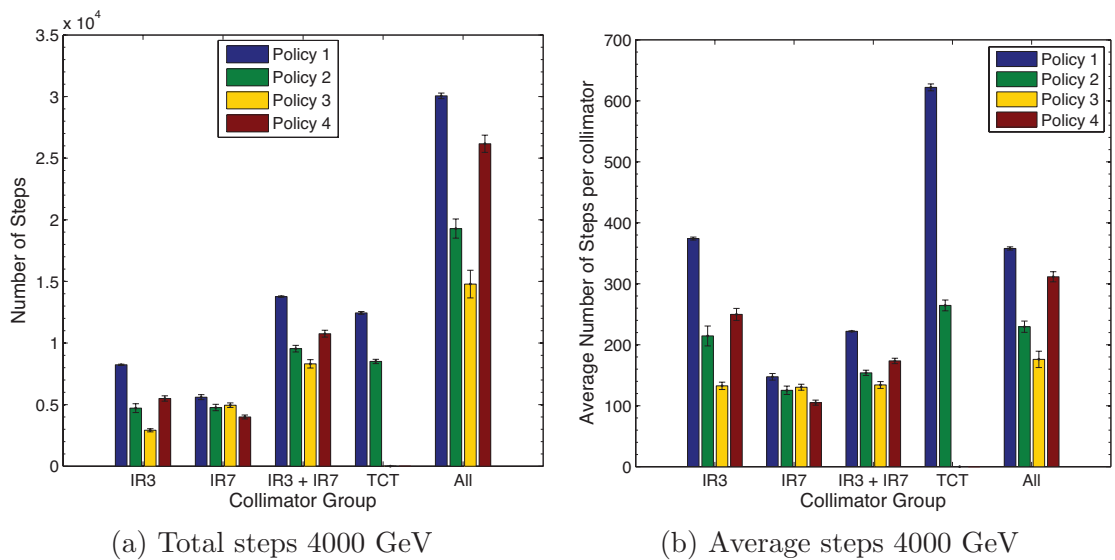 x 10^4
3.5
3
2.5
2
1.5
1
0.5
0
Number of Steps
Policy 1
Policy 2
Policy 3
Policy 4
IR3 IR7 IR3 + IR7 TCT All
Collimator Group
(a) Total steps 4000 GeV
700
600
500
400
300
200
100
0
Average Number of Steps per collimator
Policy 1
Policy 2
Policy 3
Policy 4
IR3 IR7 IR3 + IR7 TCT All
Collimator Group
(b) Average steps 4000 GeV